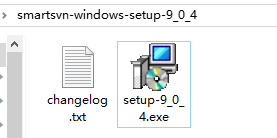 smartsvn-windows-setup-9_0_4
changelog
.txt
setup-9_0_
4.exe